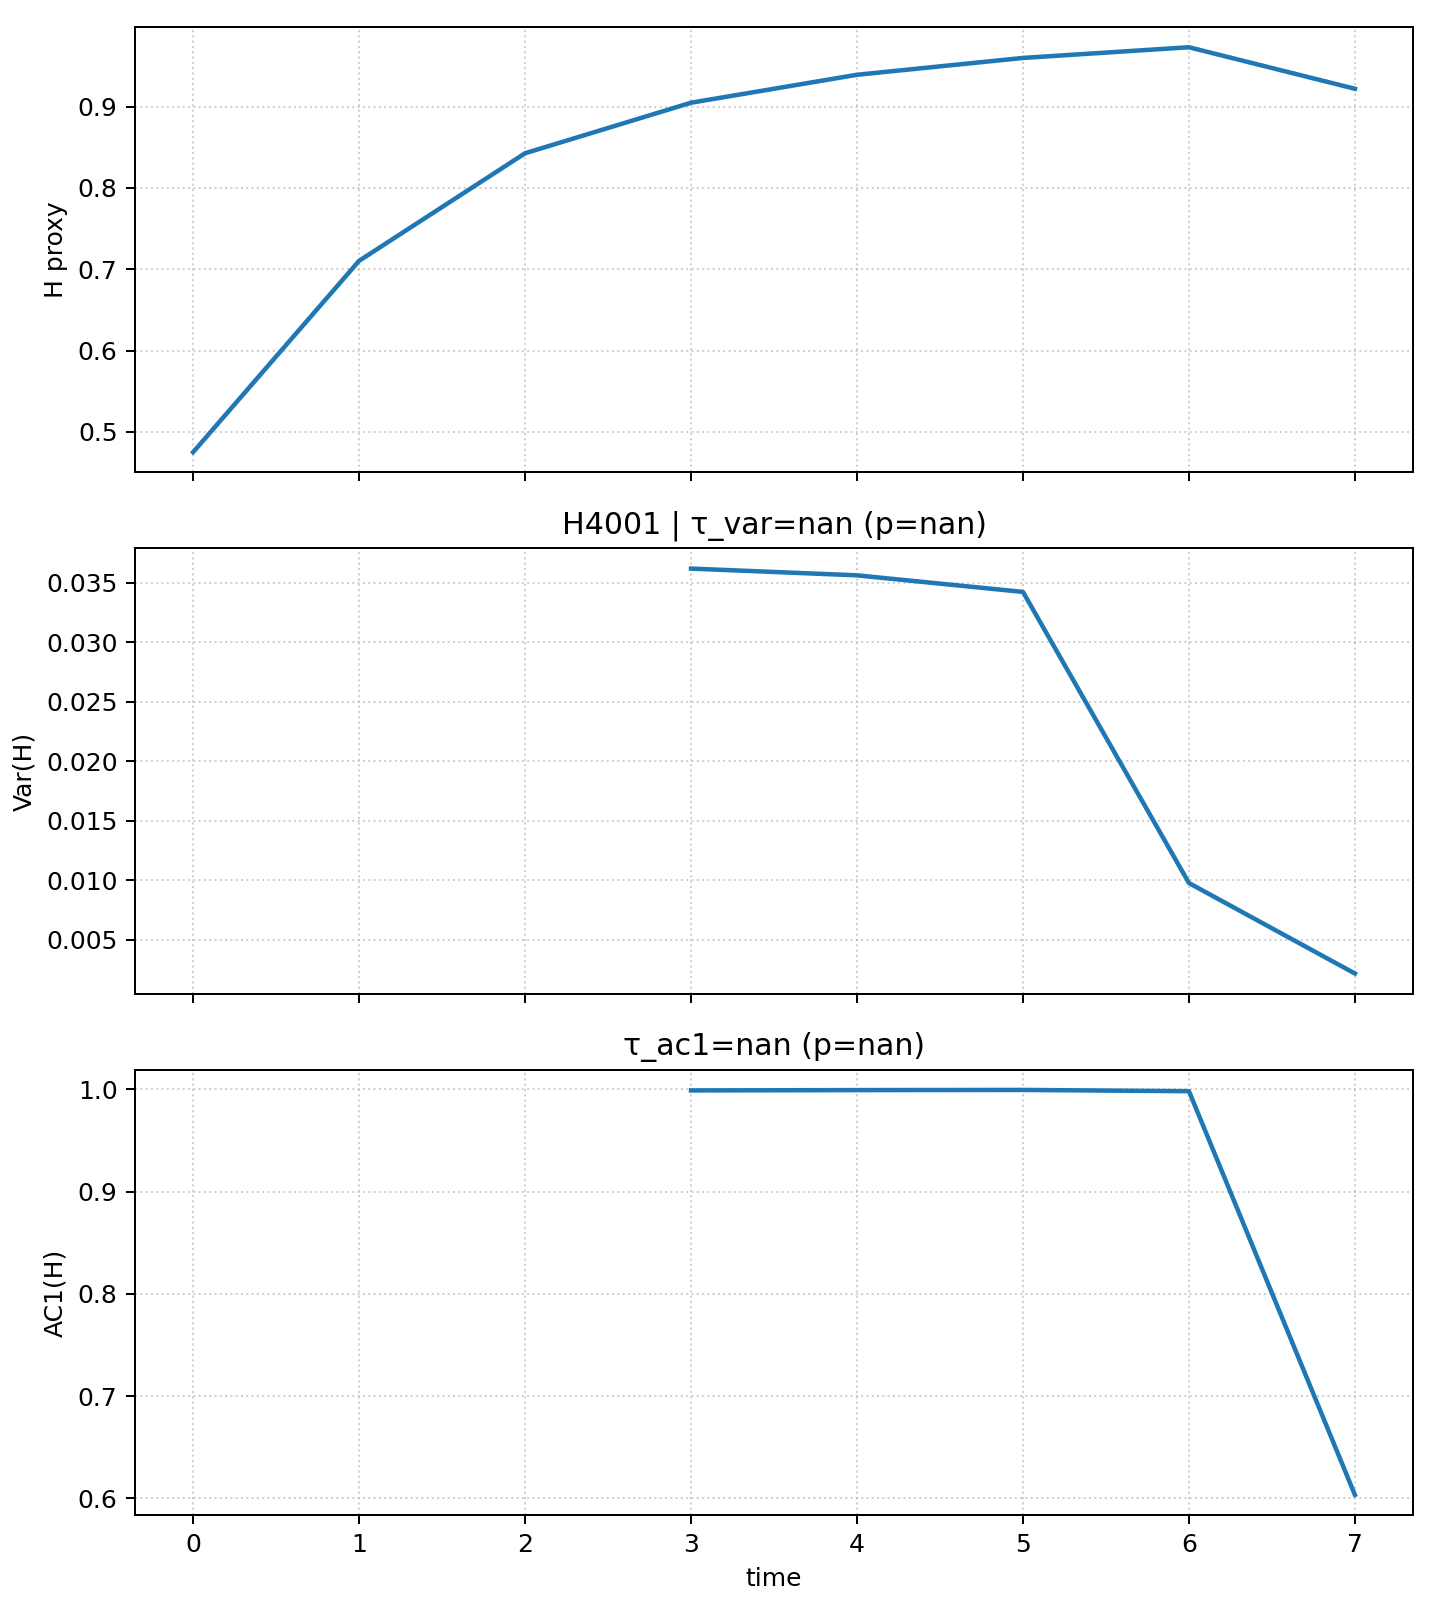 0.9
0.8
0.7
0.6
0.5
H proxy
H4001 | τ_var=nan (p=nan)
0.035
0.030
0.025
0.020
0.015
0.010
0.005
Var(H)
τ_ac1=nan (p=nan)
1.0
0.9
0.8
0.7
0.6
AC1(H)
0 1 2 3 4 5 6 7
time